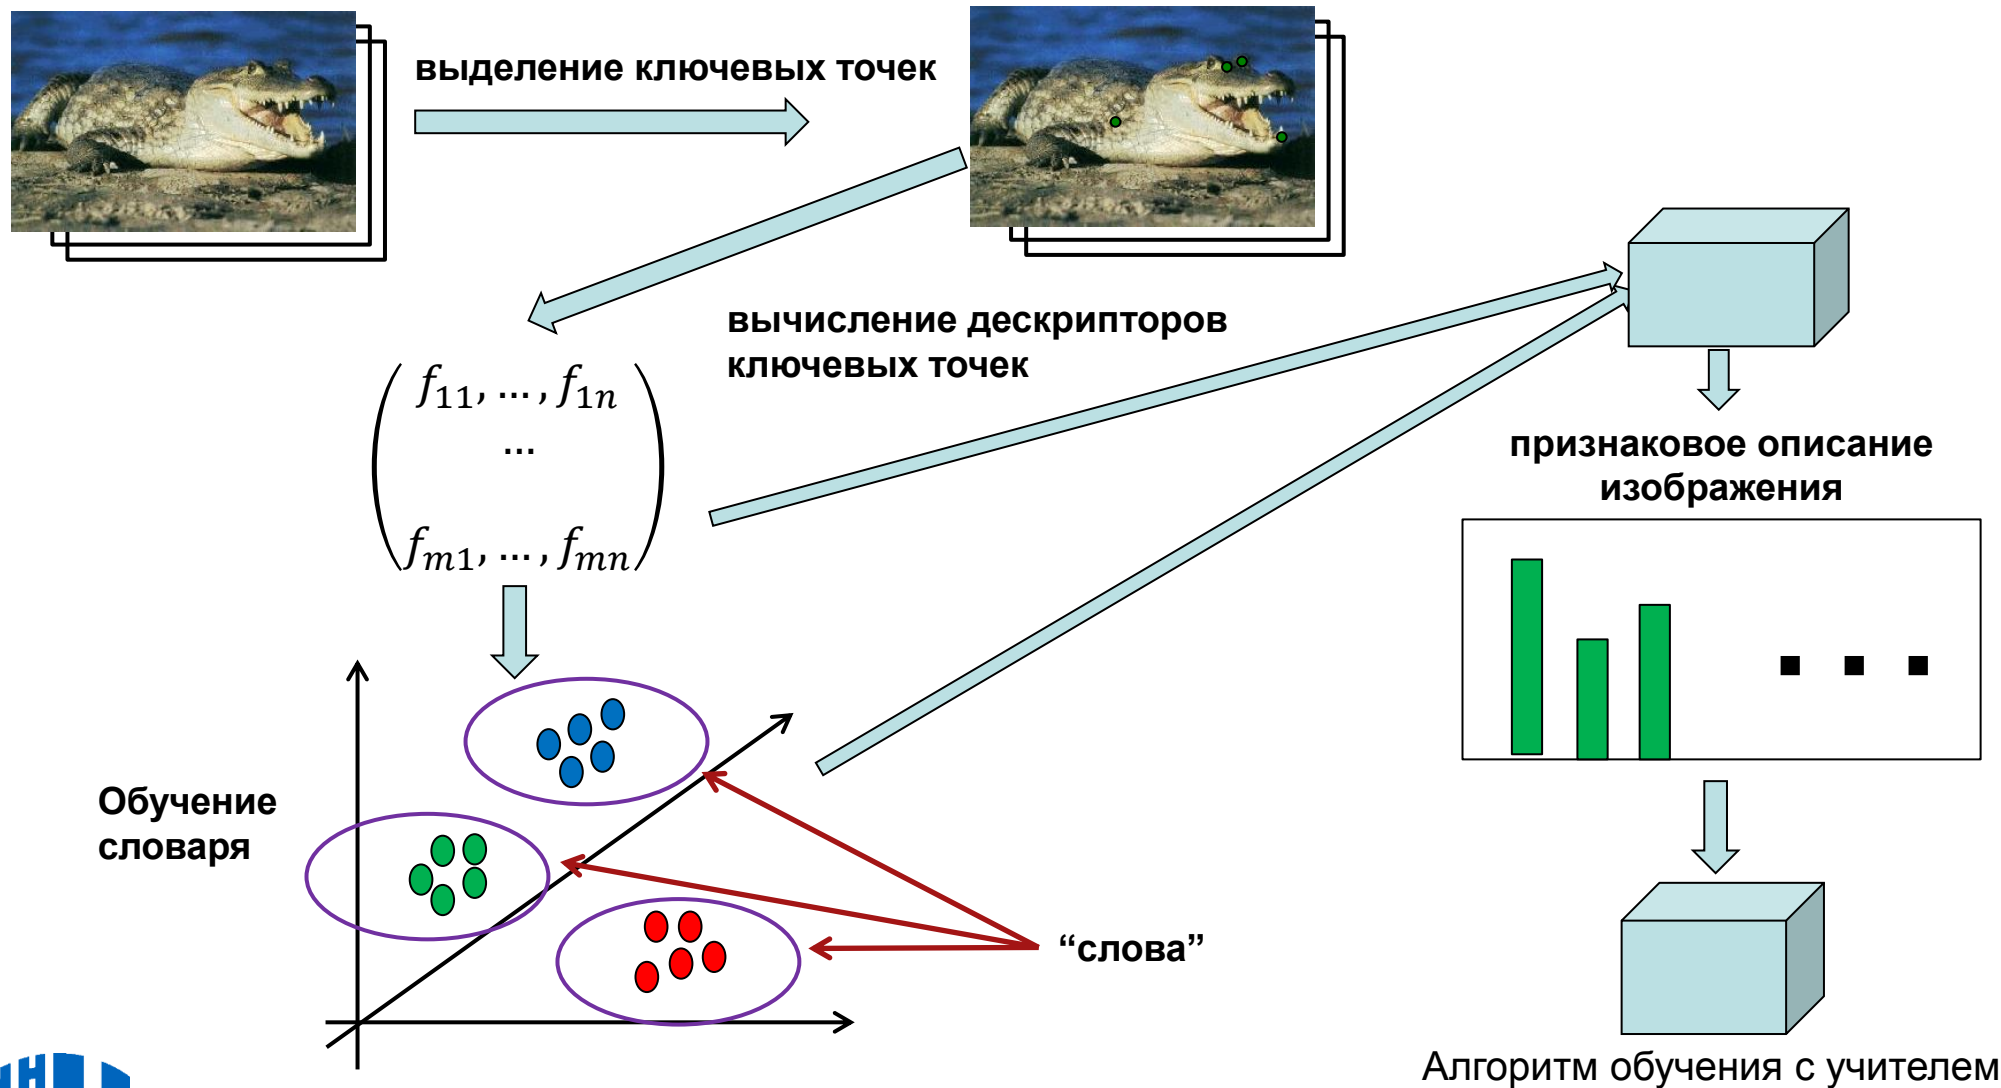 выделение ключевых точек
вычисление дескрипторов
ключевых точек
f₁₁, … , f₁ₙ
…
fₘ₁, … , fₘₙ
признаковое описание
изображения
Обучение
словаря
“слова”
Алгоритм обучения с учителем